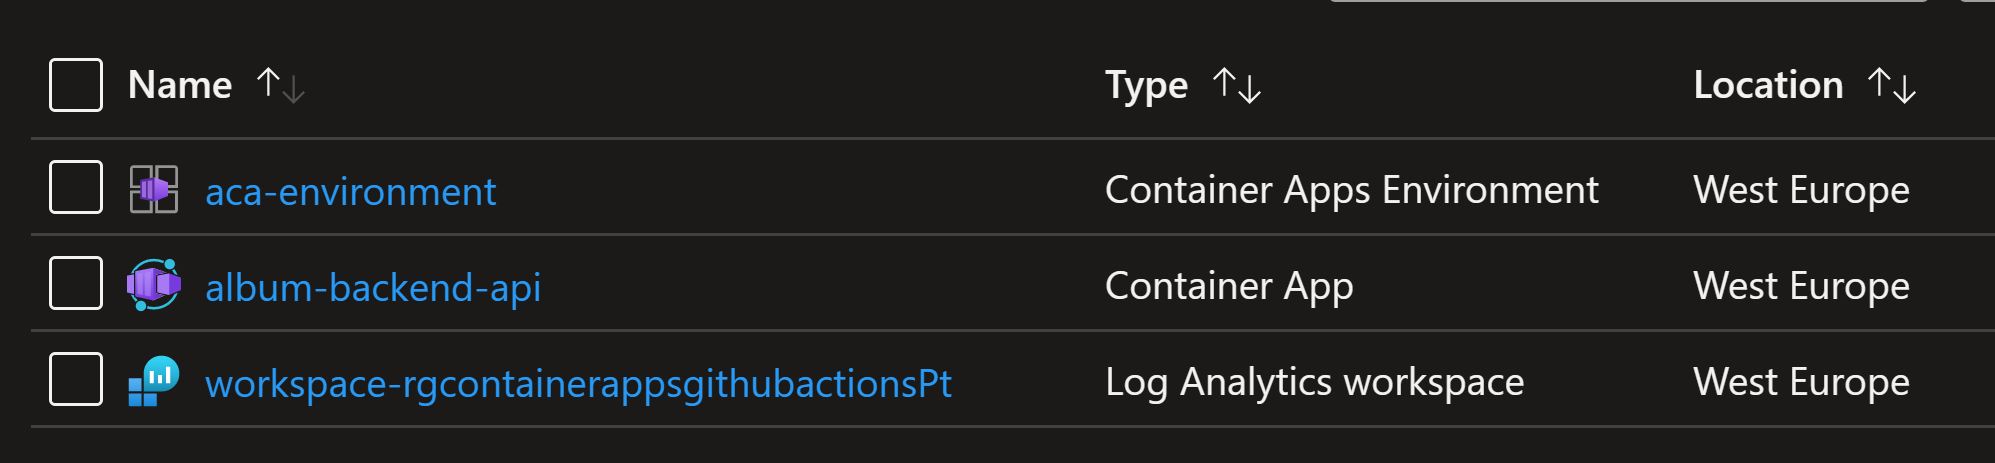 Name ↑↓ Type ↑↓ Location ↑↓
aca-environment Container Apps Environment West Europe
album-backend-api Container App West Europe
workspace-rgcontainerappsgithubactionsPt Log Analytics workspace West Europe